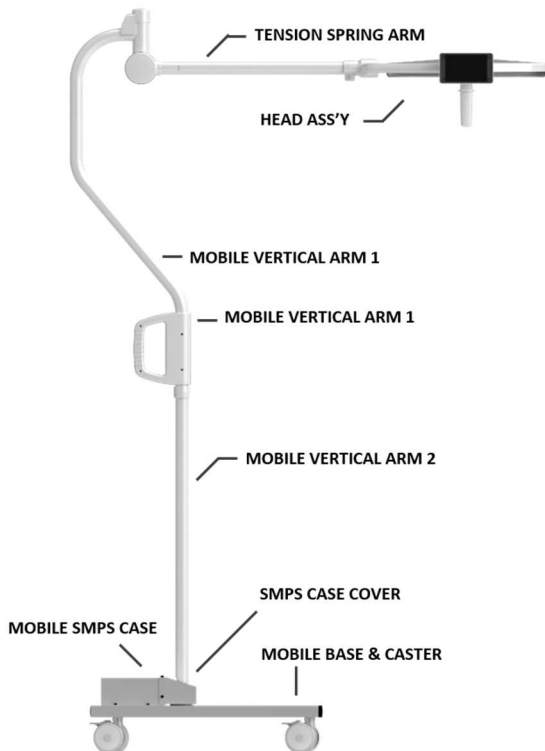 TENSION SPRING ARM
HEAD ASS'Y
MOBILE VERTICAL ARM 1
MOBILE VERTICAL ARM 1
MOBILE VERTICAL ARM 2
SMPS CASE COVER
MOBILE SMPS CASE
MOBILE BASE & CASTER